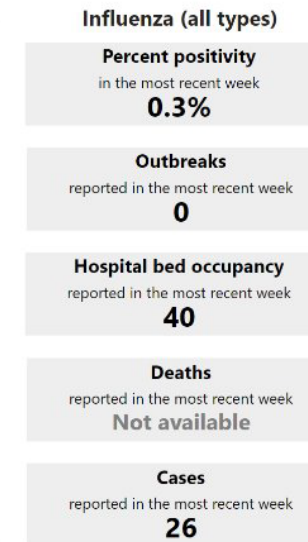 Influenza (all types)
Percent positivity
in the most recent week
0.3%
Outbreaks
reported in the most recent week
0
Hospital bed occupancy
reported in the most recent week
40
Deaths
reported in the most recent week
Not available
Cases
reported in the most recent week
26